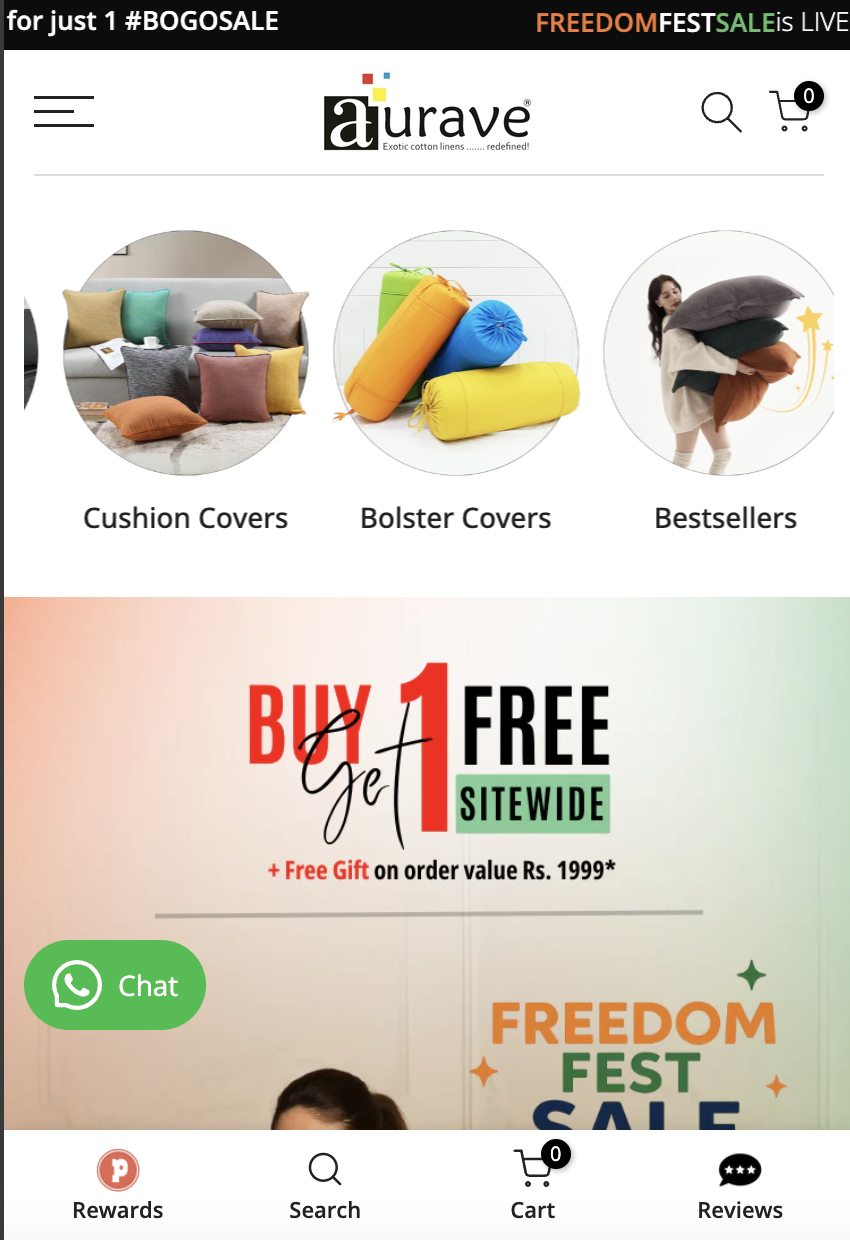 for just 1 #BOGOSALE
FREEDOMFESTSALEis LIVE
0
aurave®
Exotic cotton linens ....... redefined!
Cushion Covers
Bolster Covers
Bestsellers
BUY 1 FREE
Get
SITEWIDE
+ Free Gift on order value Rs. 1999*
Chat
FREEDOM
FEST
SALE
0
Rewards
Search
Cart
Reviews